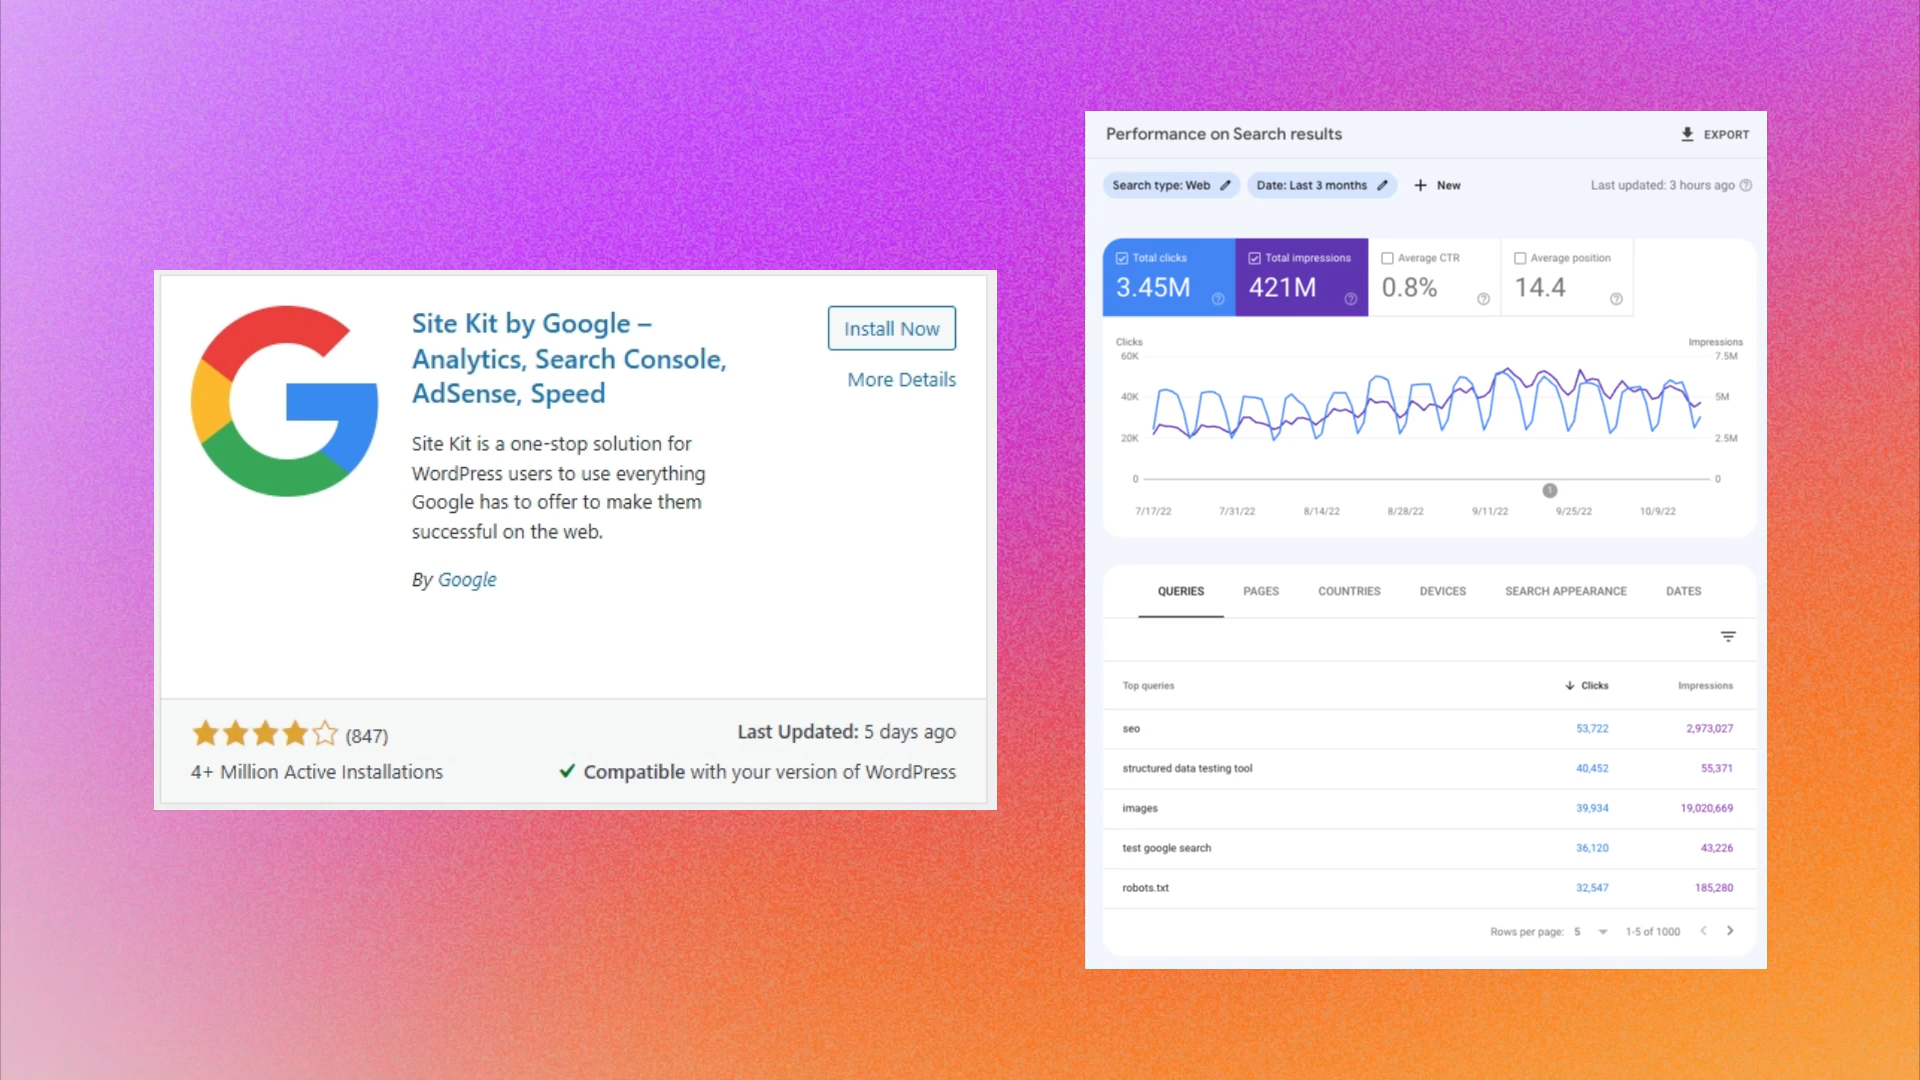 Site Kit by Google –
Analytics, Search Console,
AdSense, Speed
Install Now
More Details
Site Kit is a one-stop solution for
WordPress users to use everything
Google has to offer to make them
successful on the web.
By Google
(847)
Last Updated: 5 days ago
4+ Million Active Installations
Compatible with your version of WordPress
Performance on Search results
EXPORT
Search type: Web
Date: Last 3 months
+ New
Last updated: 3 hours ago
Total clicks
3.45M
Total impressions
421M
Average CTR
0.8%
Average position
14.4
Clicks
Impressions
60K
7.5M
40K
5M
20K
2.5M
0
0
1
7/17/22 7/31/22 8/14/22 8/28/22 9/11/22 9/25/22 10/9/22
QUERIES PAGES COUNTRIES DEVICES SEARCH APPEARANCE DATES
Top queries Clicks Impressions
seo 53,722 2,973,027
structured data testing tool 40,452 55,371
images 39,934 19,020,669
test google search 36,120 43,226
robots.txt 32,547 185,280
Rows per page: 5 1-5 of 1000